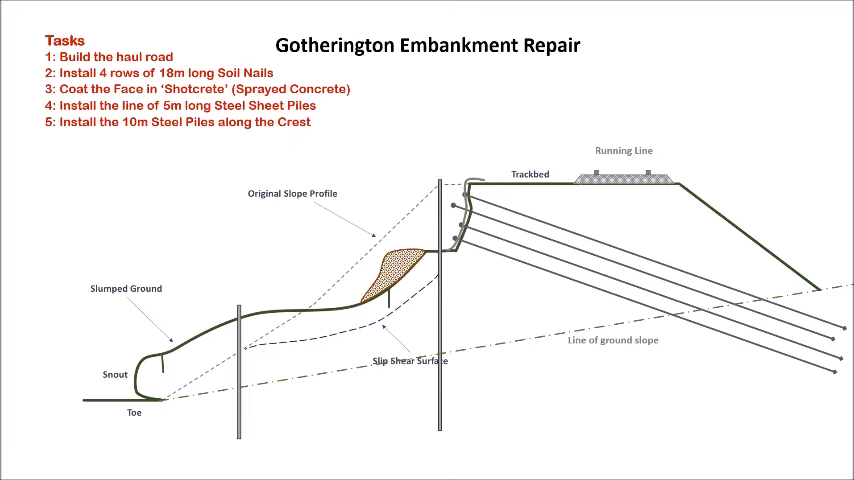 Gotherington Embankment Repair
Tasks
1: Build the haul road
2: Install 4 rows of 18m long Soil Nails
3: Coat the Face in ‘Shotcrete’ (Sprayed Concrete)
4: Install the line of 5m long Steel Sheet Piles
5: Install the 10m Steel Piles along the Crest
Running Line
Trackbed
Original Slope Profile
Slumped Ground
Line of ground slope
Slip Shear Surface
Snout
Toe